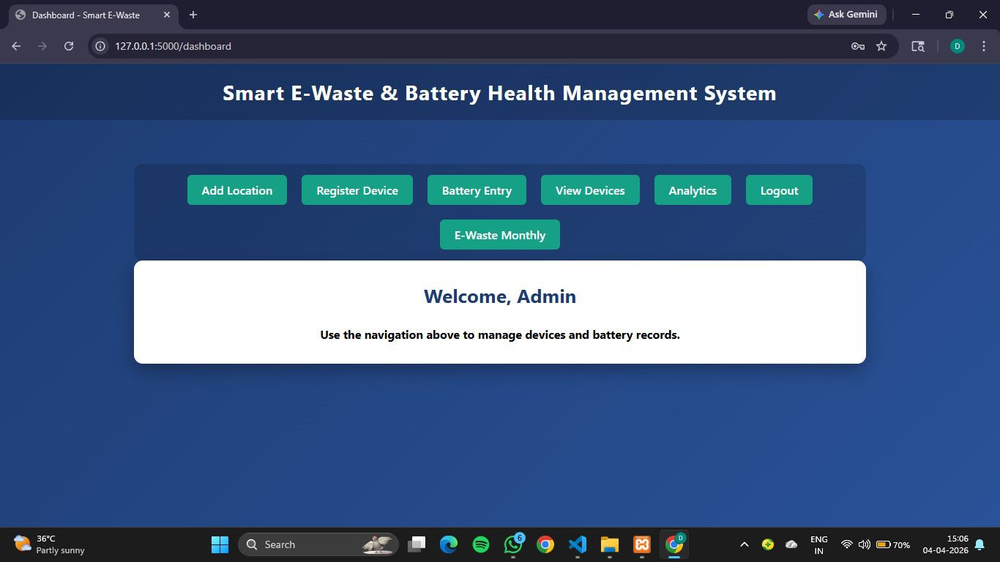 Dashboard - Smart E-Waste
Ask Gemini
127.0.0.1:5000/dashboard
D
Smart E-Waste & Battery Health Management System
Add Location Register Device Battery Entry View Devices Analytics Logout
E-Waste Monthly
Welcome, Admin
Use the navigation above to manage devices and battery records.
36°C
Partly sunny
Search
6
D
ENG
IN
70%
15:06
04-04-2026